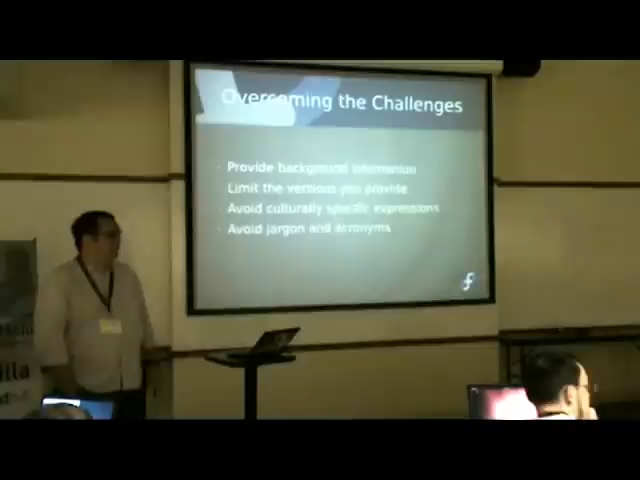 Overcoming the Challenges
Provide background information
Limit the versions you provide
Avoid culturally specific expressions
Avoid jargon and acronyms
illa